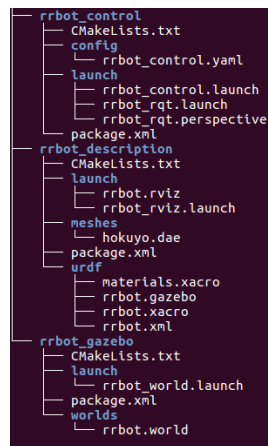 rrbot_control
CMakeLists.txt
config
rrbot_control.yaml
launch
rrbot_control.launch
rrbot_rqt.launch
rrbot_rqt.perspective
package.xml
rrbot_description
CMakeLists.txt
launch
rrbot.rviz
rrbot_rviz.launch
meshes
hokuyo.dae
package.xml
urdf
materials.xacro
rrbot.gazebo
rrbot.xacro
rrbot.xml
rrbot_gazebo
CMakeLists.txt
launch
rrbot_world.launch
package.xml
worlds
rrbot.world